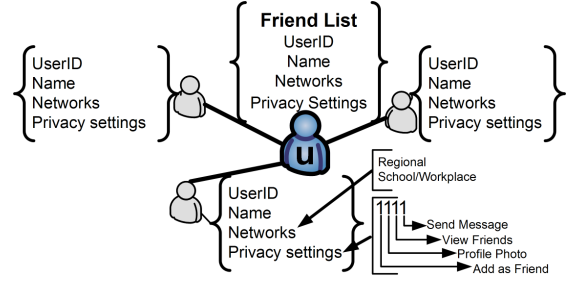 Friend List
UserID
Name
Networks
Privacy Settings
UserID
Name
Networks
Privacy settings
UserID
Name
Networks
Privacy settings
u
UserID
Name
Networks
Privacy settings
Regional
School/Workplace
1111
Send Message
View Friends
Profile Photo
Add as Friend